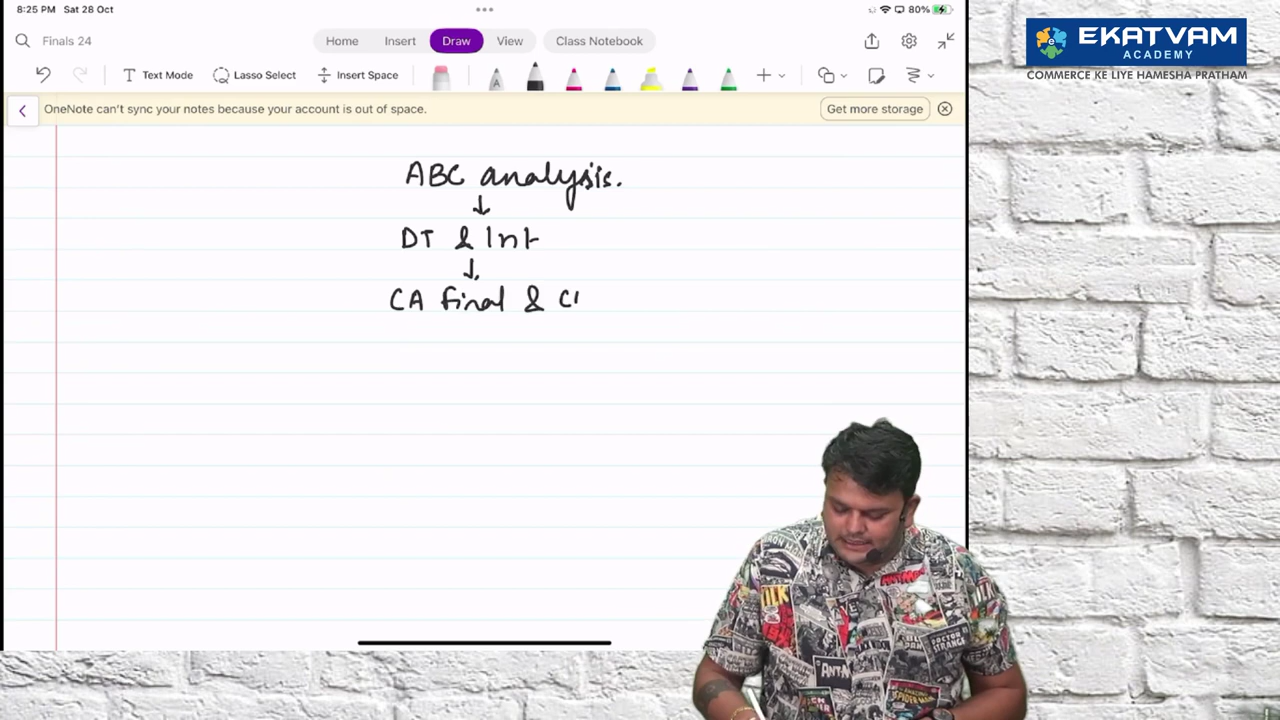 8:25 PM Sat 28 Oct
80%
Finals 24
Insert
Draw
View
Class Notebook
Text Mode
Lasso Select
Insert Space
OneNote can't sync your notes because your account is out of space.
Get more storage
EKATVAM
ACADEMY
COMMERCE KE LIYE HAMESHA PRATHAM
ABC analysis.
↓
DT & Int
↓
CA final & C
DOCTOR
STRANGE